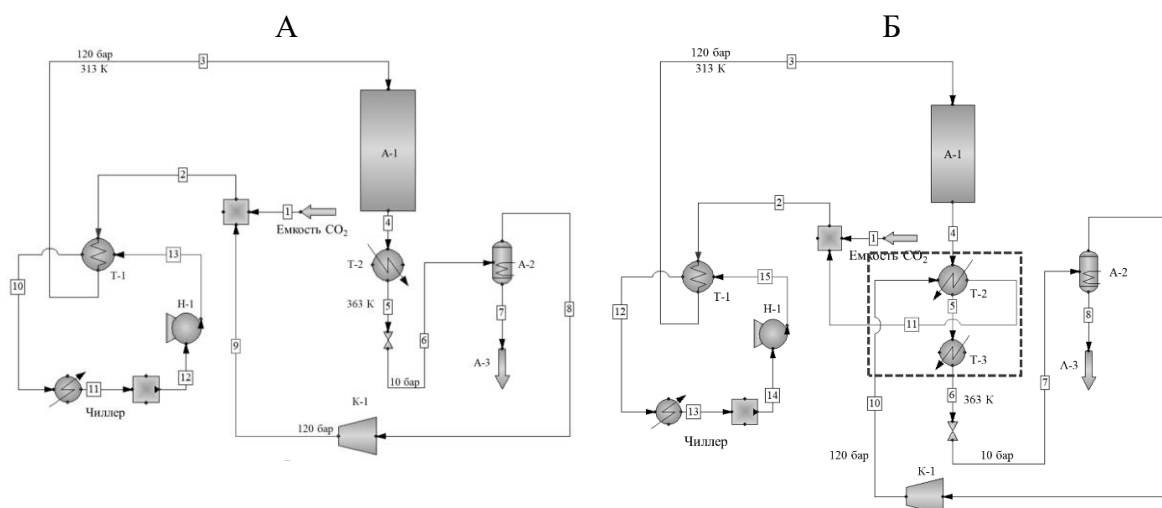 А
120 бар
313 К
3
А-1
2
1
Емкость CO₂
4
Т-2
5
363 К
6
10 бар
А-2
7
А-3
8
Т-1
10
13
Н-1
12
11
Чиллер
9
120 бар
К-1
Б
120 бар
313 К
3
А-1
2
1
Емкость CO₂
4
Т-2
5
11
Т-3
6
363 К
10 бар
7
А-2
8
А-3
Т-1
12
15
Н-1
14
13
Чиллер
10
120 бар
К-1